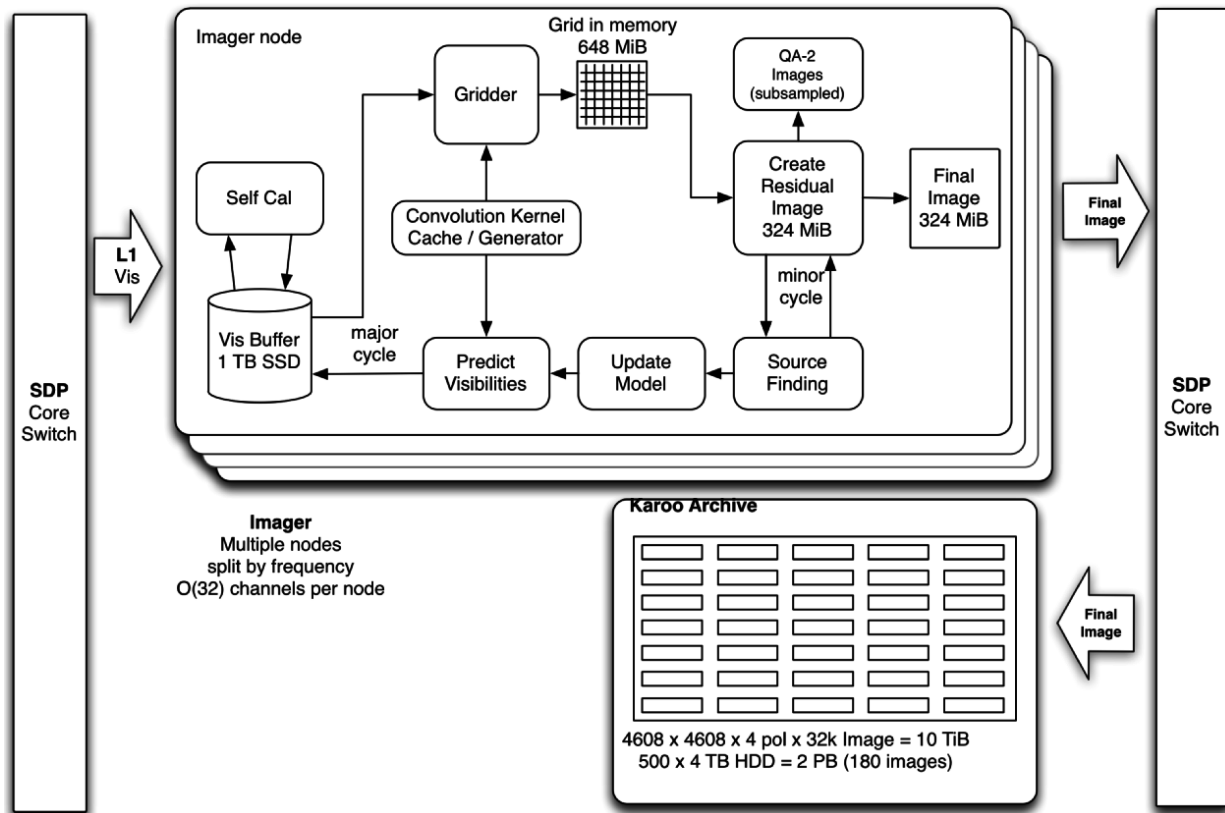 Imager node
Grid in memory
648 MiB
QA-2
Images
(subsampled)
Gridder
Create
Residual
Image
324 MiB
Final
Image
324 MiB
Self Cal
Convolution Kernel
Cache / Generator
L1
Vis
Final
Image
minor
cycle
major
cycle
Vis Buffer
1 TB SSD
Predict
Visibilities
Update
Model
Source
Finding
SDP
Core
Switch
SDP
Core
Switch
Imager
Multiple nodes
split by frequency
O(32) channels per node
Karoo Archive
Final
Image
4608 x 4608 x 4 pol x 32k Image = 10 TiB
500 x 4 TB HDD = 2 PB (180 images)